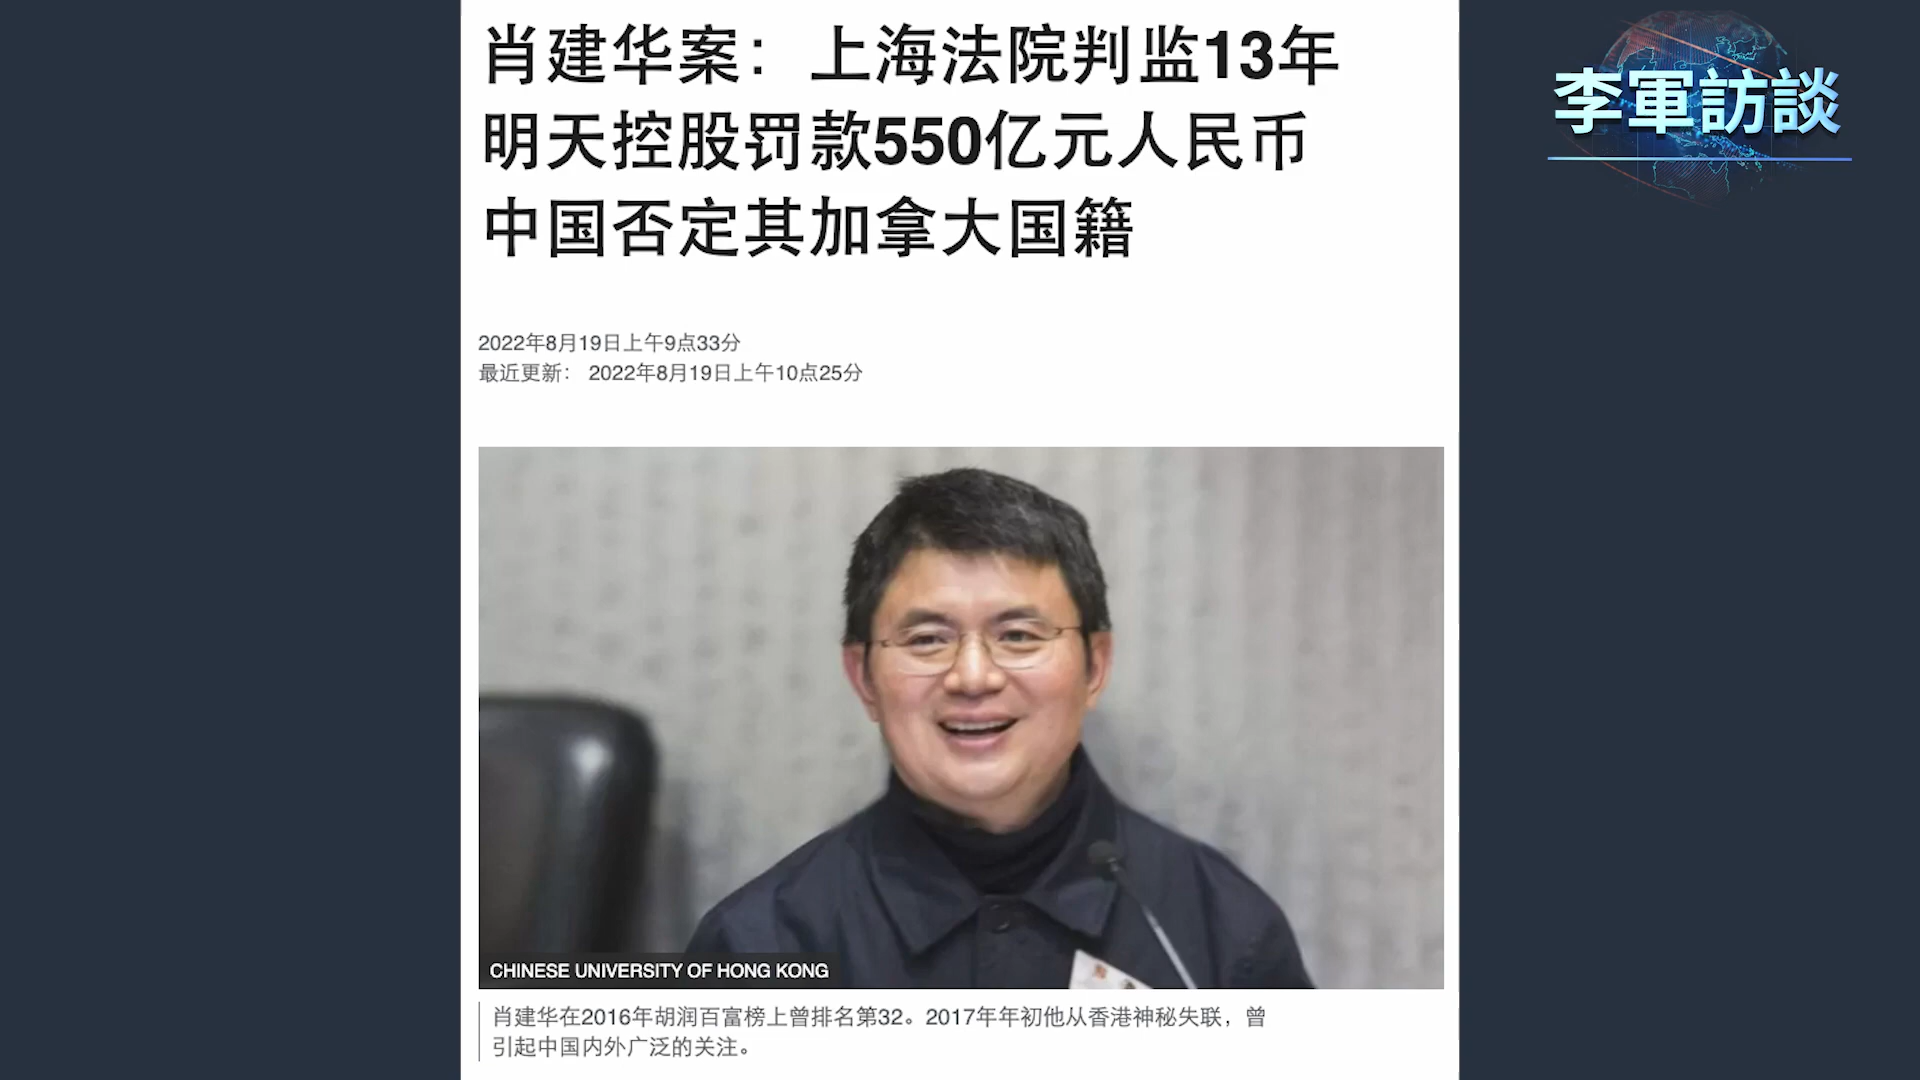 肖建华案：上海法院判监13年
明天控股罚款550亿元人民币
中国否定其加拿大国籍
李軍訪談
2022年8月19日上午9点33分
最近更新： 2022年8月19日上午10点25分
CHINESE UNIVERSITY OF HONG KONG
肖建华在2016年胡润百富榜上曾排名第32。2017年年初他从香港神秘失联，曾
引起中国内外广泛的关注。